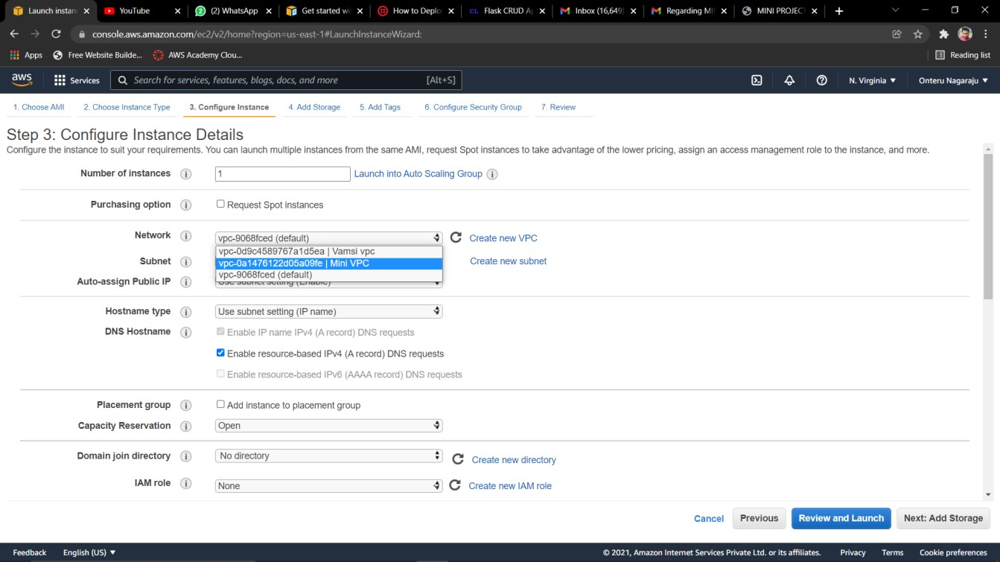 Launch instan
YouTube
(2) WhatsApp
Get started wi
How to Deplo
CL Flask CRUD Ap
Inbox (16,649)
Regarding MI
MINI PROJECT
console.aws.amazon.com/ec2/v2/home?region=us-east-1#LaunchInstanceWizard:
Apps
Free Website Builde...
AWS Academy Clou...
Reading list
aws
Services
Search for services, features, blogs, docs, and more
[Alt+S]
N. Virginia
Onteru Nagaraju
1. Choose AMI
2. Choose Instance Type
3. Configure Instance
4. Add Storage
5. Add Tags
6. Configure Security Group
7. Review
Step 3: Configure Instance Details
Configure the instance to suit your requirements. You can launch multiple instances from the same AMI, request Spot instances to take advantage of the lower pricing, assign an access management role to the instance, and more.
Number of instances
1
Launch into Auto Scaling Group
Purchasing option
Request Spot instances
Network
vpc-9068fced (default)
Create new VPC
vpc-0d9c4589767a1d5ea | Vamsi vpc
Subnet
vpc-0a1476122d05a09fe | Mini VPC
Create new subnet
vpc-9068fced (default)
Auto-assign Public IP
Use subnet setting (Enable)
Hostname type
Use subnet setting (IP name)
DNS Hostname
Enable IP name IPv4 (A record) DNS requests
Enable resource-based IPv4 (A record) DNS requests
Enable resource-based IPv6 (AAAA record) DNS requests
Placement group
Add instance to placement group
Capacity Reservation
Open
Domain join directory
No directory
Create new directory
IAM role
None
Create new IAM role
Cancel
Previous
Review and Launch
Next: Add Storage
Feedback
English (US)
© 2021, Amazon Internet Services Private Ltd. or its affiliates.
Privacy
Terms
Cookie preferences